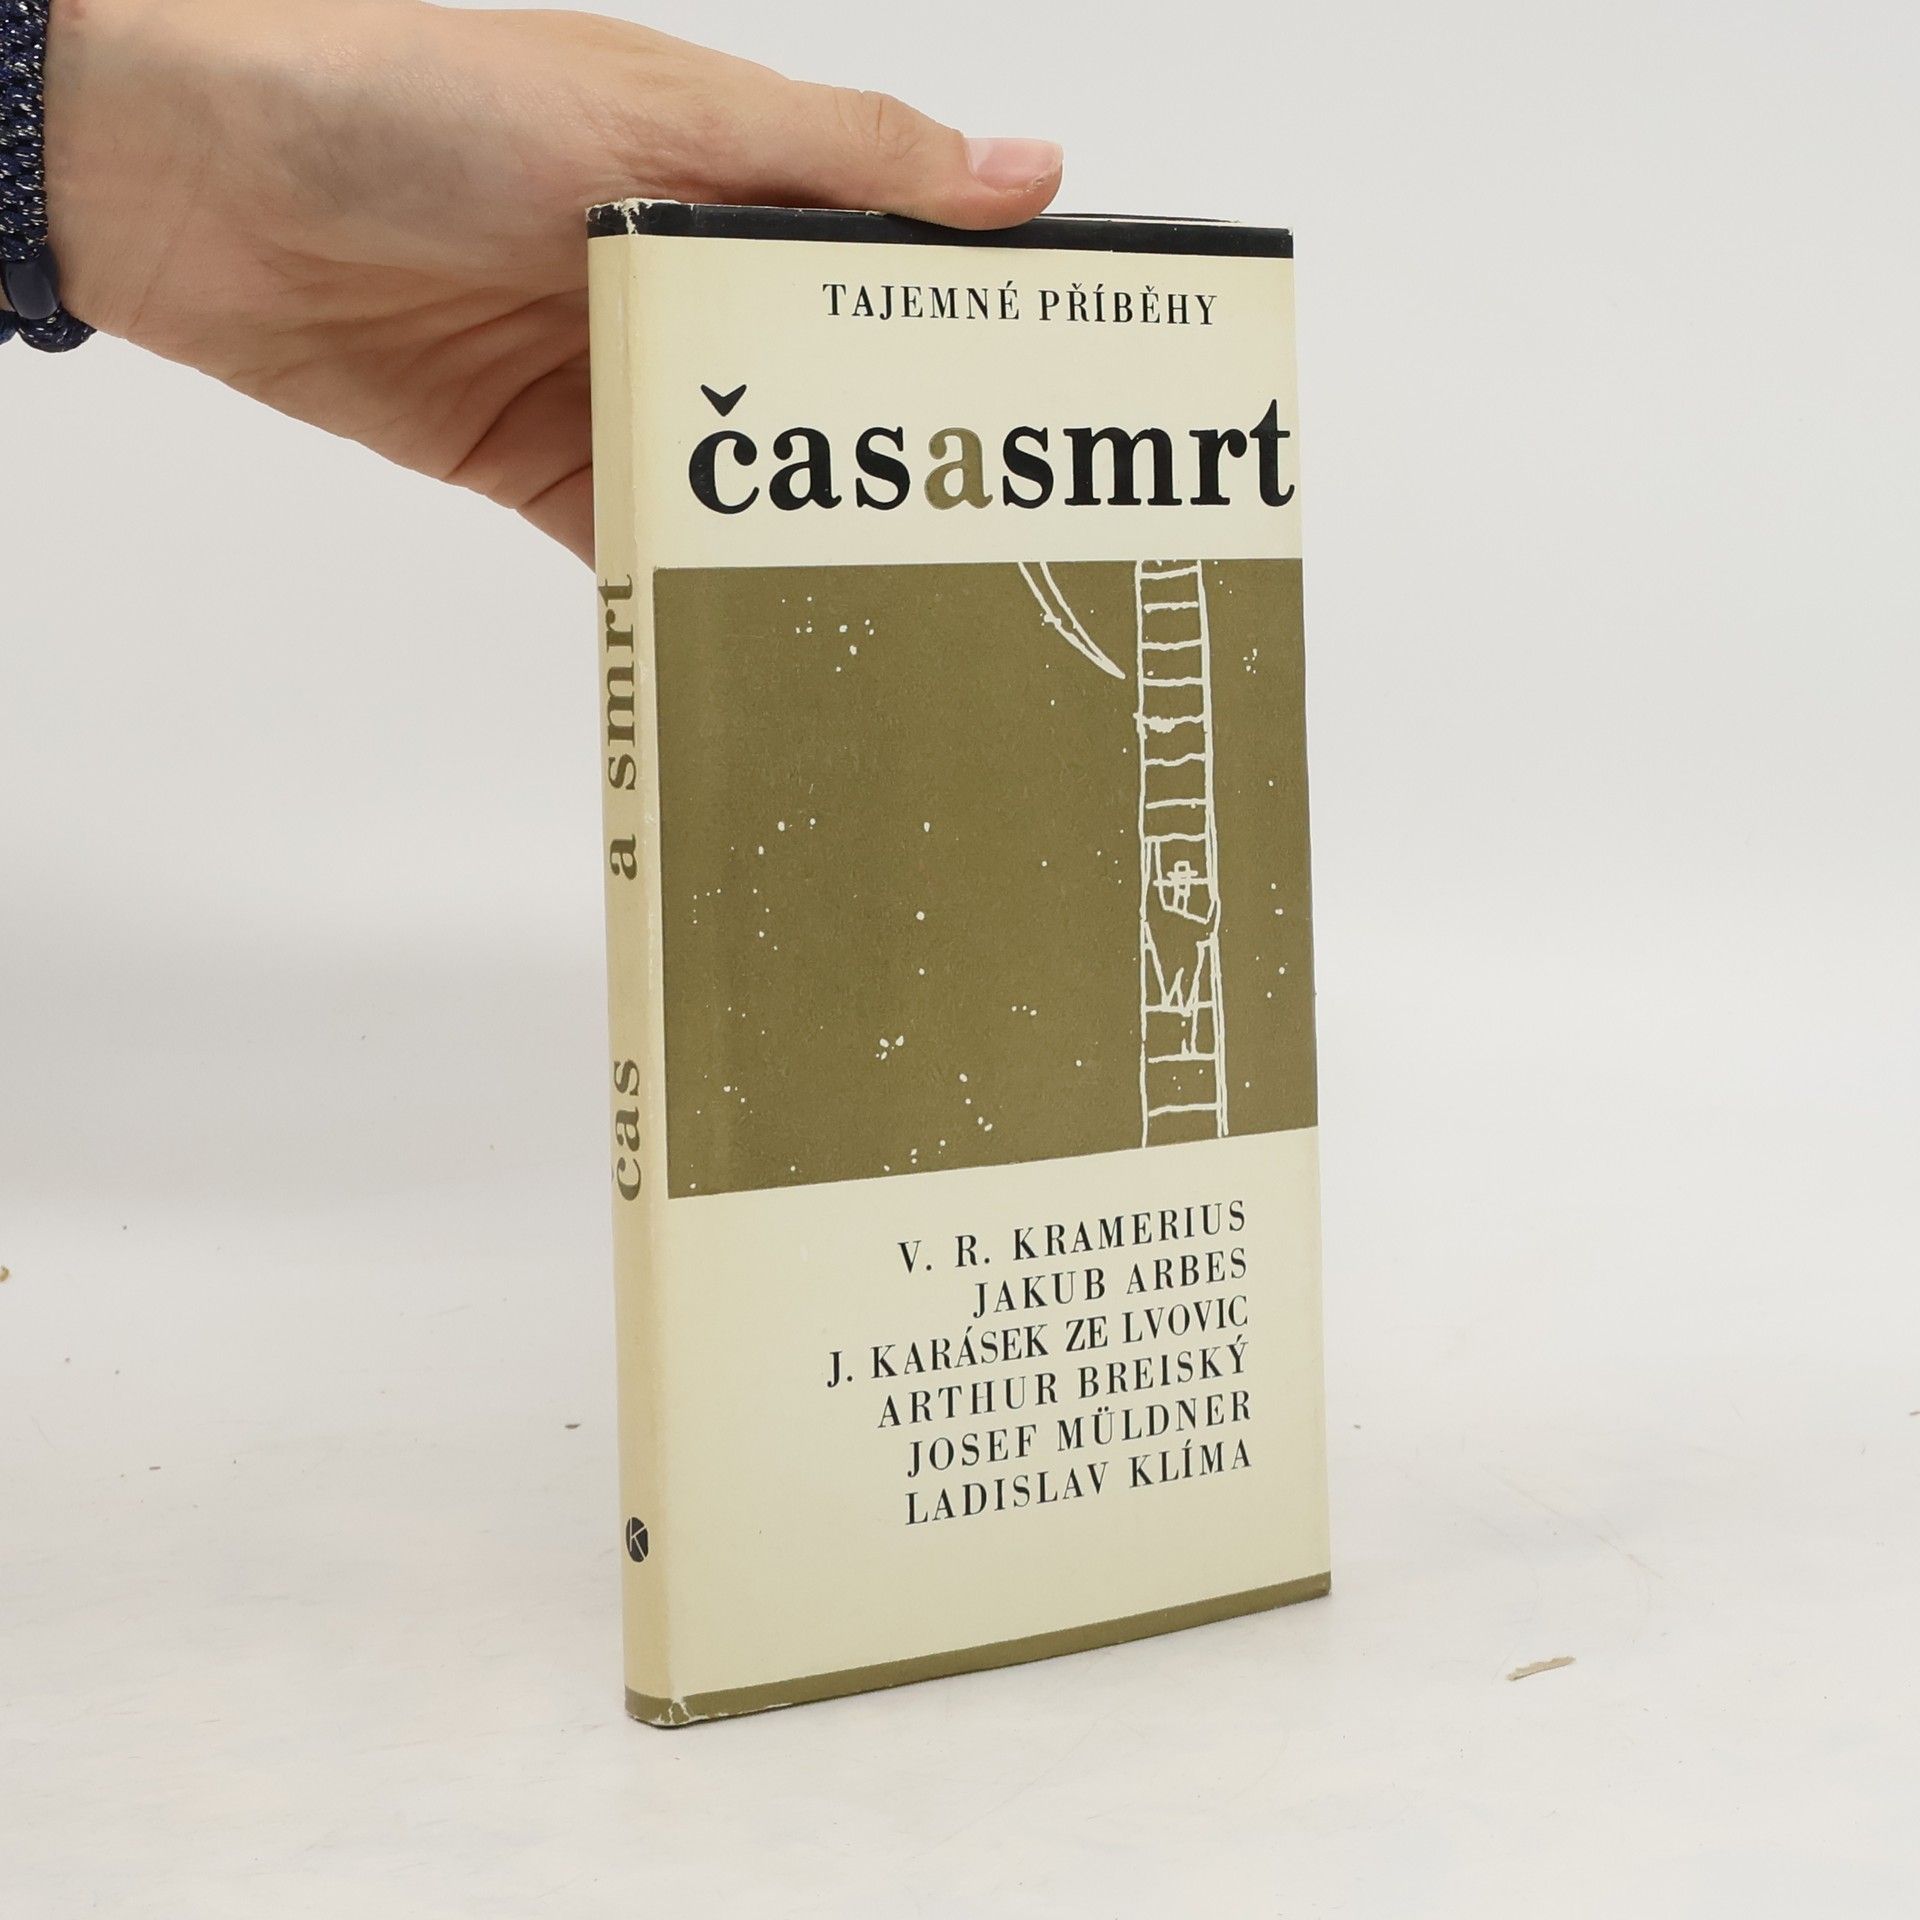 TAJEMNÉ PŘÍBĚHY
časasmrt
čas a smrt
V. R. KRAMERIUS
JAKUB ARBES
J. KARÁSEK ZE LVOVIC
ARTHUR BREISKÝ
JOSEF MÜLDNER
LADISLAV KLÍMA
K